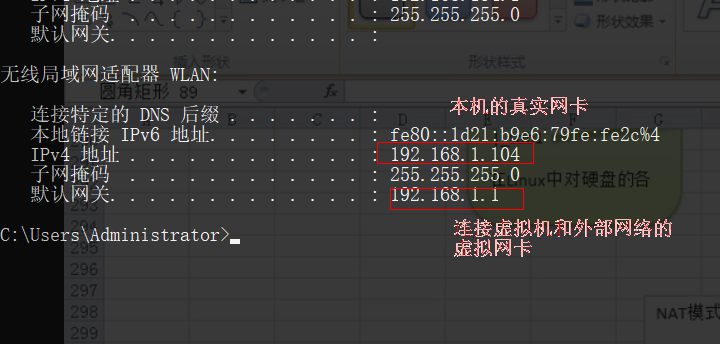 子网掩码 . . . . . . . . . . . . : 255.255.255.0
默认网关. . . . . . . . . . . . . :
无线局域网适配器 WLAN:
插入形状
形状样式
形状效果
圆角矩形 89
连接特定的 DNS 后缀 . . . . . . . :
本机的真实网卡
本地链接 IPv6 地址. . . . . . . . : fe80::1d21:b9e6:79fe:fe2c%4
IPv4 地址 . . . . . . . . . . . . : 192.168.1.104
子网掩码 . . . . . . . . . . . . : 255.255.255.0
Linux中对硬盘的各
默认网关. . . . . . . . . . . . . : 192.168.1.1
C:\Users\Administrator>
连接虚拟机和外部网络的
虚拟网卡
294
295
296
297
298
299
NAT模式